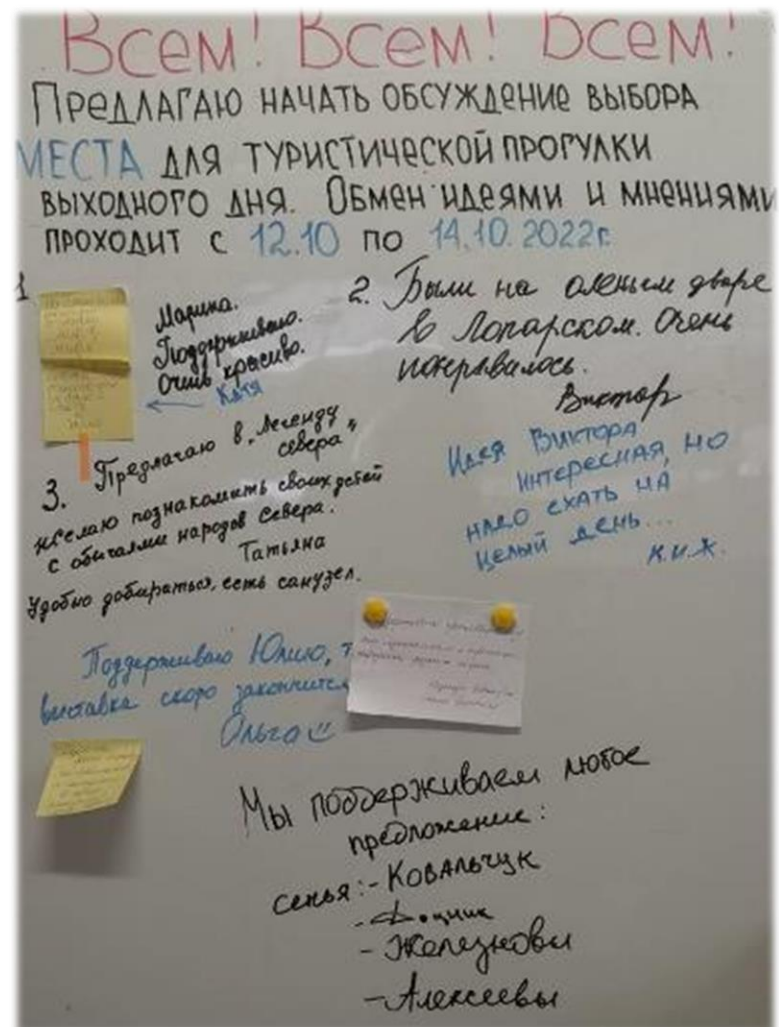 Всем! Всем! Всем!
ПРЕДЛАГАЮ НАЧАТЬ ОБСУЖДЕНИЕ ВЫБОРА
МЕСТА ДЛЯ ТУРИСТИЧЕСКОЙ ПРОГУЛКИ
ВЫХОДНОГО ДНЯ. ОБМЕН ИДЕЯМИ И МНЕНИЯМИ
ПРОХОДИТ С 12.10 ПО 14.10.2022г.
1
Марина.
Поддерживаю.
Очень красиво.
Катя
2. Были на оленьем дворе
в Лопарском. Очень
понравилось.
Виктор
Идея Виктора
интересная, но
надо ехать на
целый день...
К.и.Ж.
3. Предлагаю в "Легенду
севера"
желаю познакомить своих детей
с обычаями народов Севера.
Татьяна
Удобно добираться, есть санузел.
Поддерживаю Юлию,
выставка скоро закончится
Ольга
Мы поддерживаем любое
предложение:
семья: - Ковальчук
- Железновы
- Алексеевы